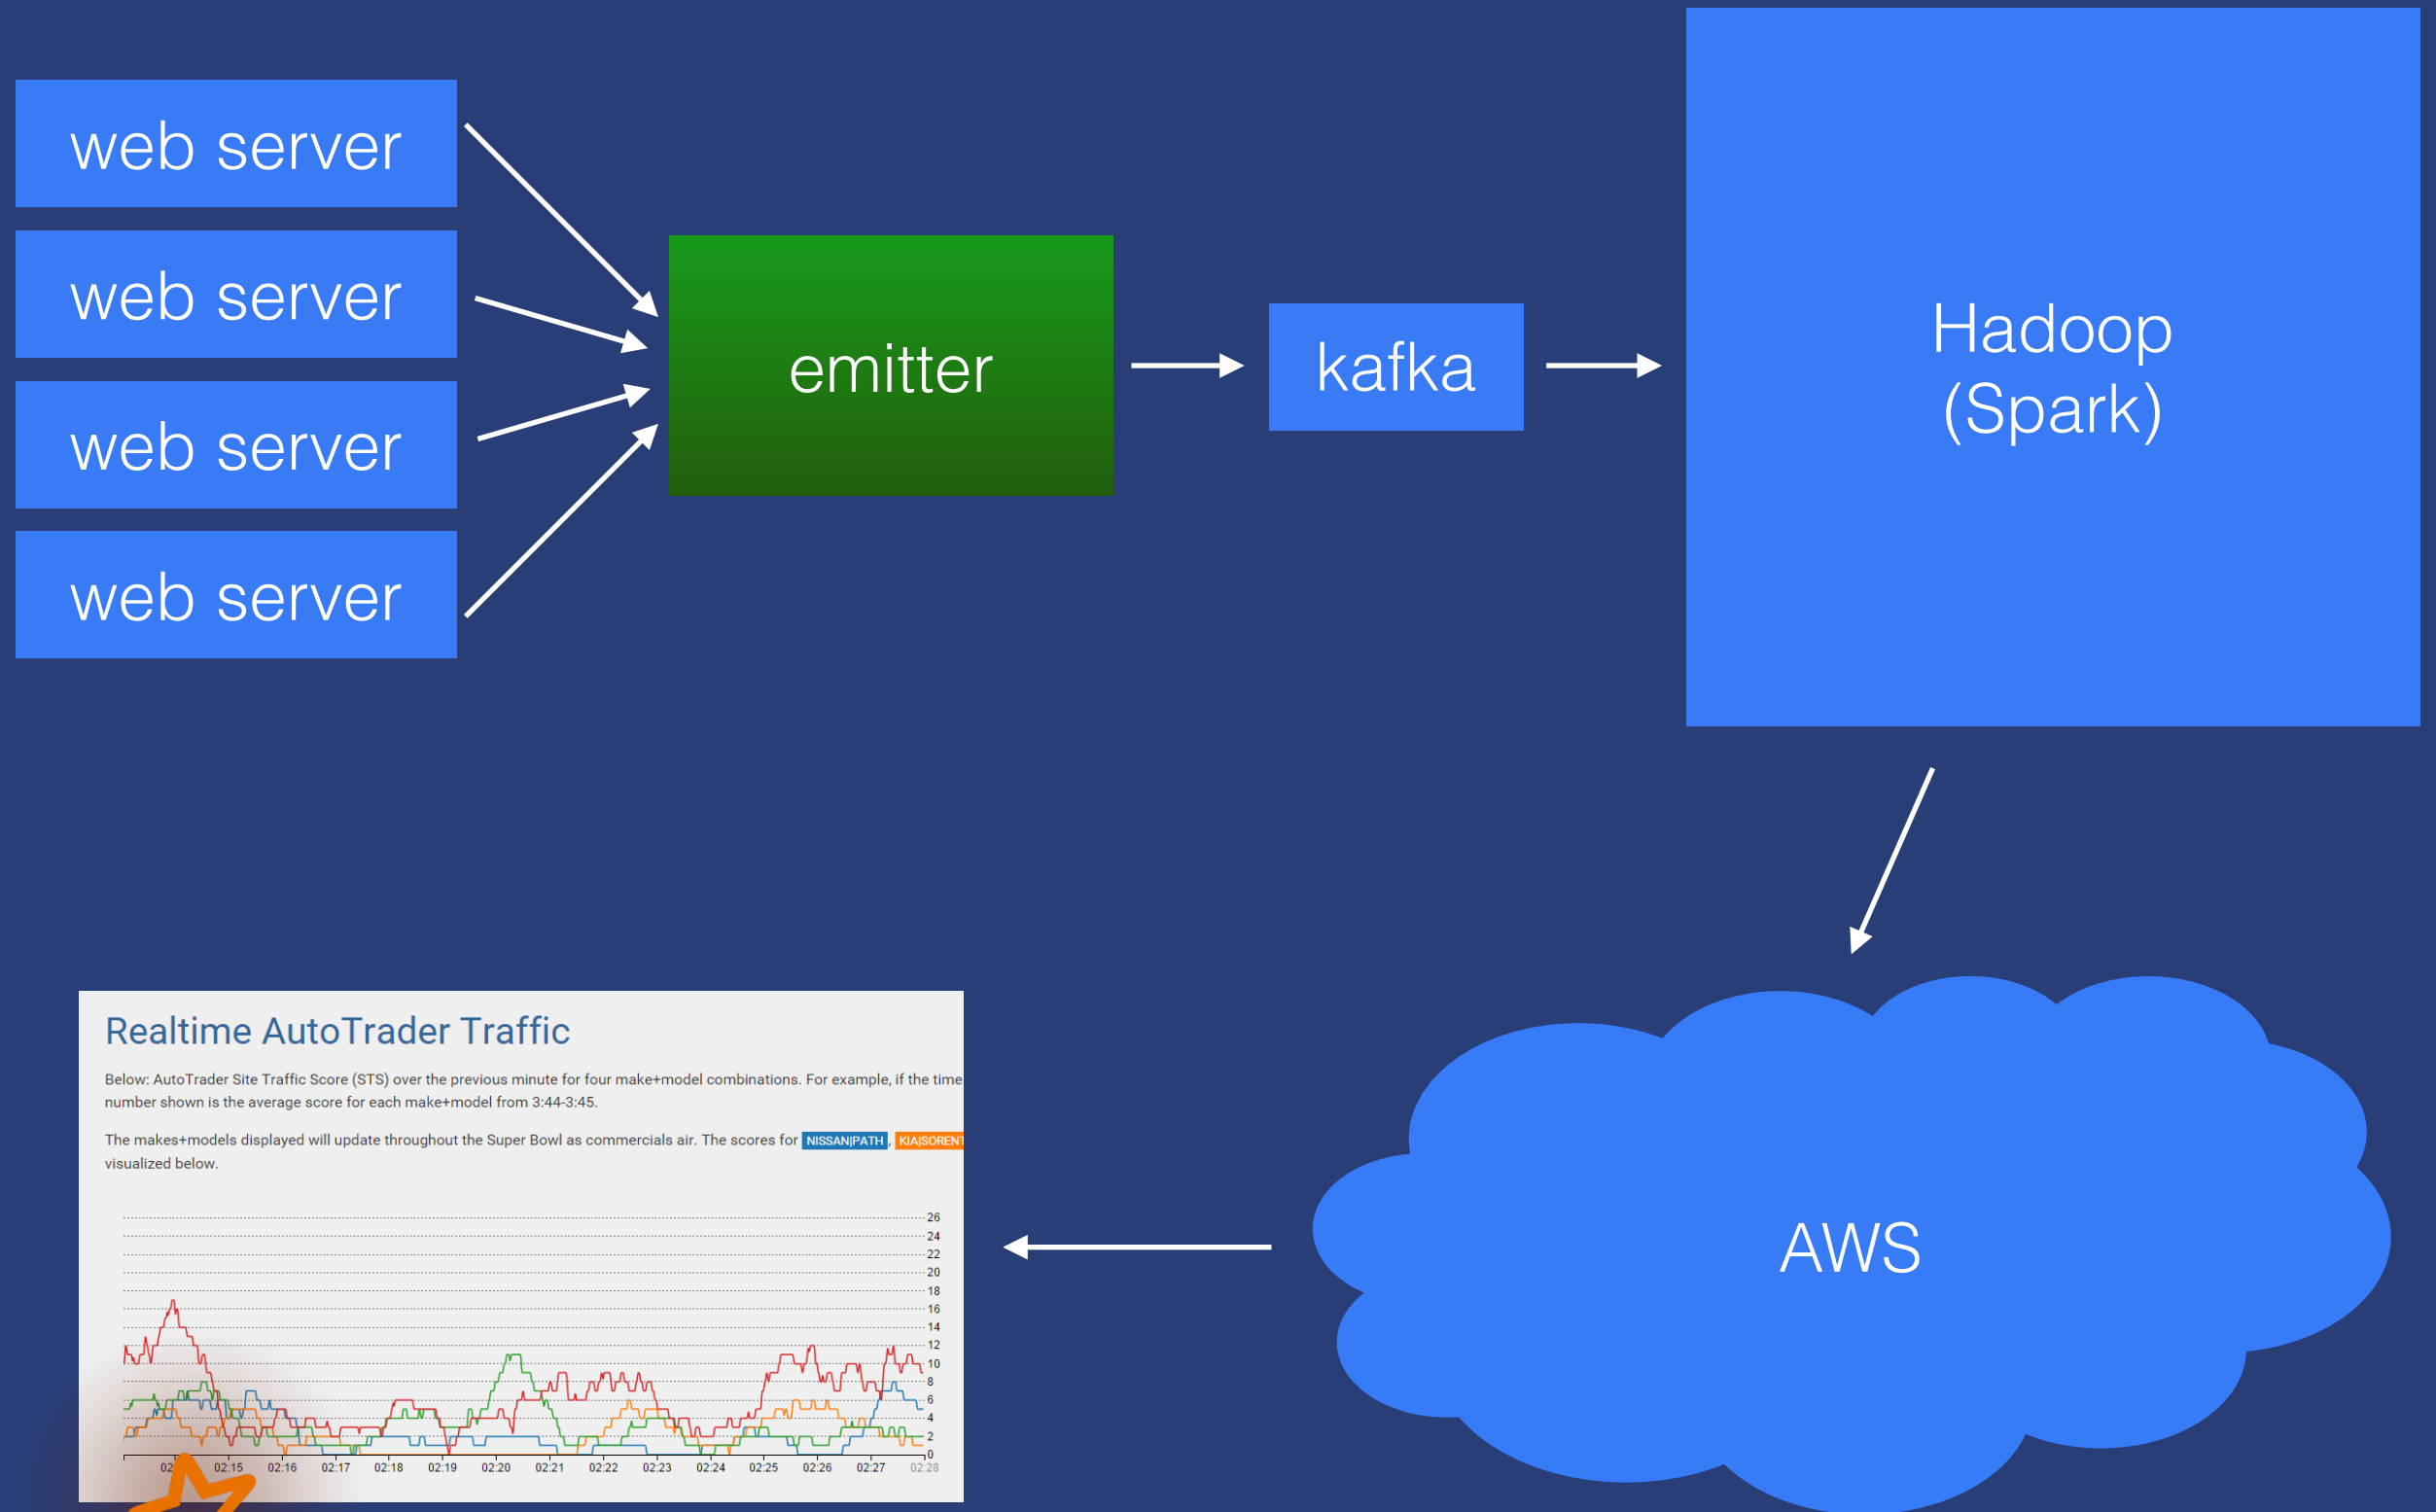 web server
web server
web server
web server
emitter
kafka
Hadoop
(Spark)
AWS
Realtime AutoTrader Traffic
Below: AutoTrader Site Traffic Score (STS) over the previous minute for four make+model combinations. For example, if the time
number shown is the average score for each make+model from 3:44-3:45.
The makes+models displayed will update throughout the Super Bowl as commercials air. The scores for NISSAN|PATH, KIA|SORENT
visualized below.
26
24
22
20
18
16
14
12
10
8
6
4
2
0
02:15 02:16 02:17 02:18 02:19 02:20 02:21 02:22 02:23 02:24 02:25 02:26 02:27 02:28